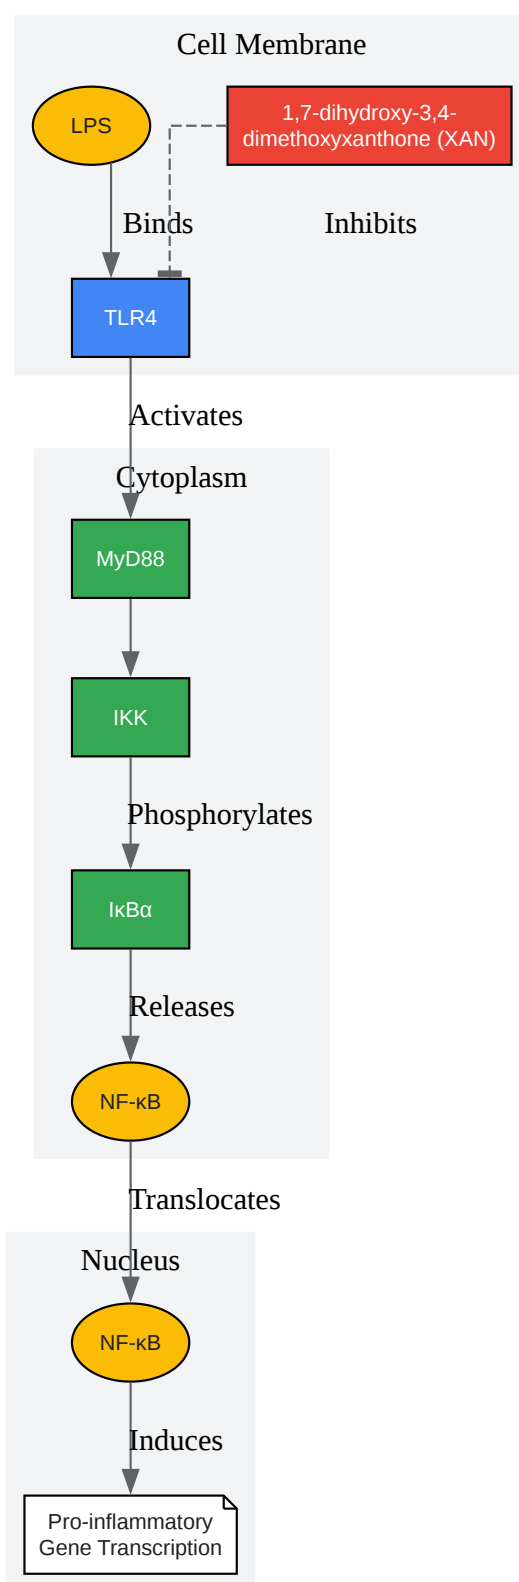 Cell Membrane
LPS
1,7-dihydroxy-3,4-
dimethoxyxanthone (XAN)
Binds
Inhibits
TLR4
Activates
Cytoplasm
MyD88
IKK
Phosphorylates
IκBα
Releases
NF-κB
Translocates
Nucleus
NF-κB
Induces
Pro-inflammatory
Gene Transcription